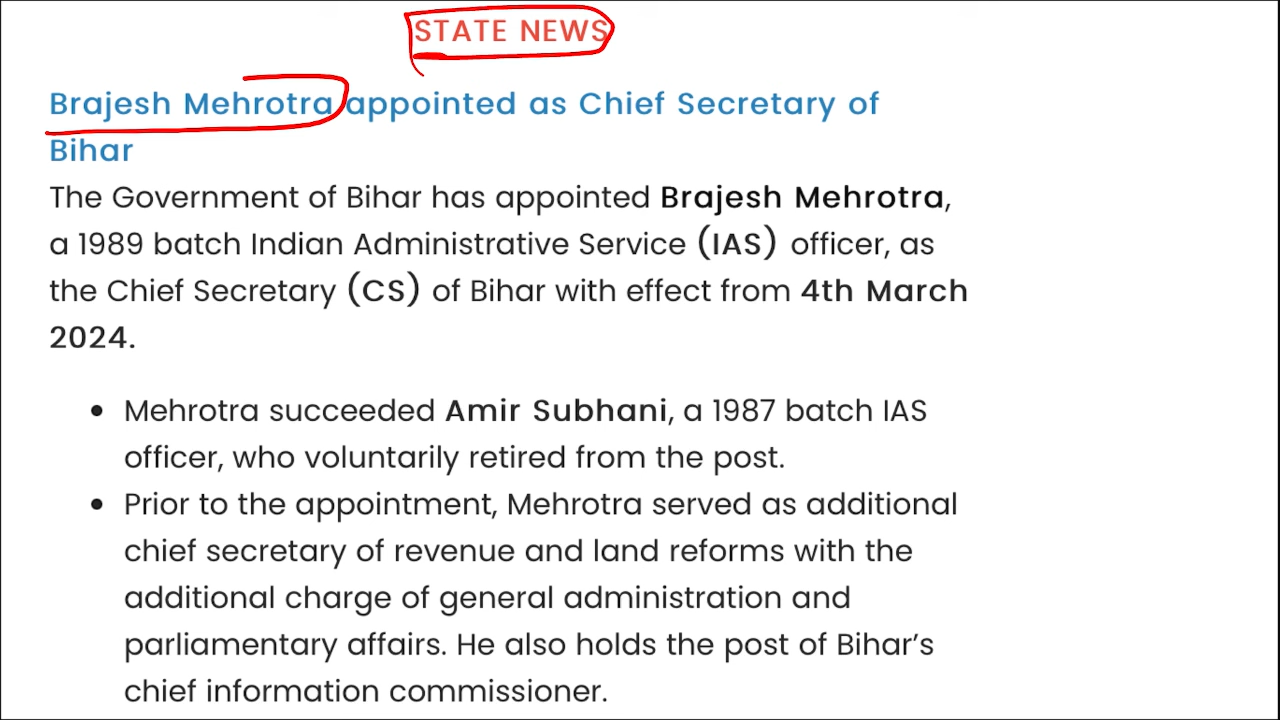 STATE NEWS
Brajesh Mehrotra appointed as Chief Secretary of
Bihar
The Government of Bihar has appointed Brajesh Mehrotra,
a 1989 batch Indian Administrative Service (IAS) officer, as
the Chief Secretary (CS) of Bihar with effect from 4th March
2024.
• Mehrotra succeeded Amir Subhani, a 1987 batch IAS
officer, who voluntarily retired from the post.
• Prior to the appointment, Mehrotra served as additional
chief secretary of revenue and land reforms with the
additional charge of general administration and
parliamentary affairs. He also holds the post of Bihar’s
chief information commissioner.